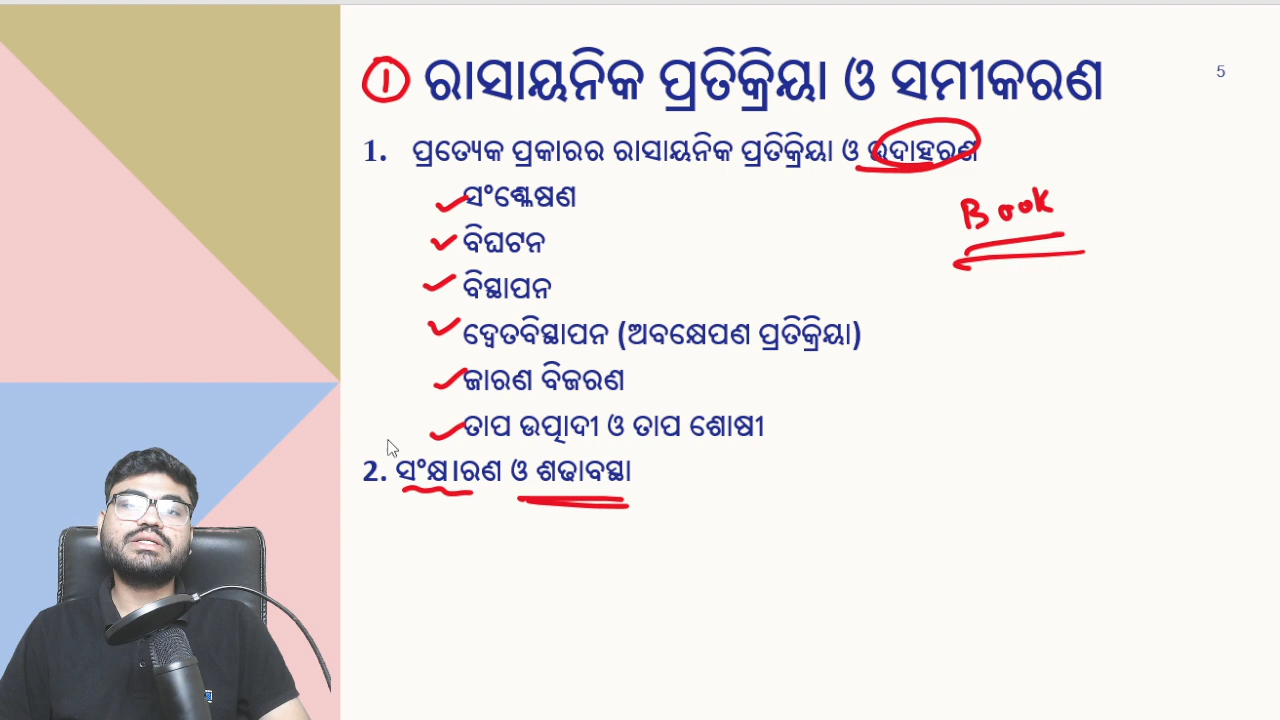 ① ରାସାୟନିକ ପ୍ରତିକ୍ରିୟା ଓ ସମୀକରଣ
5
1. ପ୍ରତ୍ୟେକ ପ୍ରକାରର ରାସାୟନିକ ପ୍ରତିକ୍ରିୟା ଓ ଉଦାହରଣ
ସଂଶ୍ଳେଷଣ
Book
ବିଘଟନ
ବିସ୍ଥାପନ
ଦ୍ୱେତବିସ୍ଥାପନ (ଅବକ୍ଷେପଣ ପ୍ରତିକ୍ରିୟା)
ଜାରଣ ବିଜରଣ
ତାପ ଉତ୍ପାଦୀ ଓ ତାପ ଶୋଷୀ
2. ସଂକ୍ଷାରଣ ଓ ଶଢାବସ୍ଥା